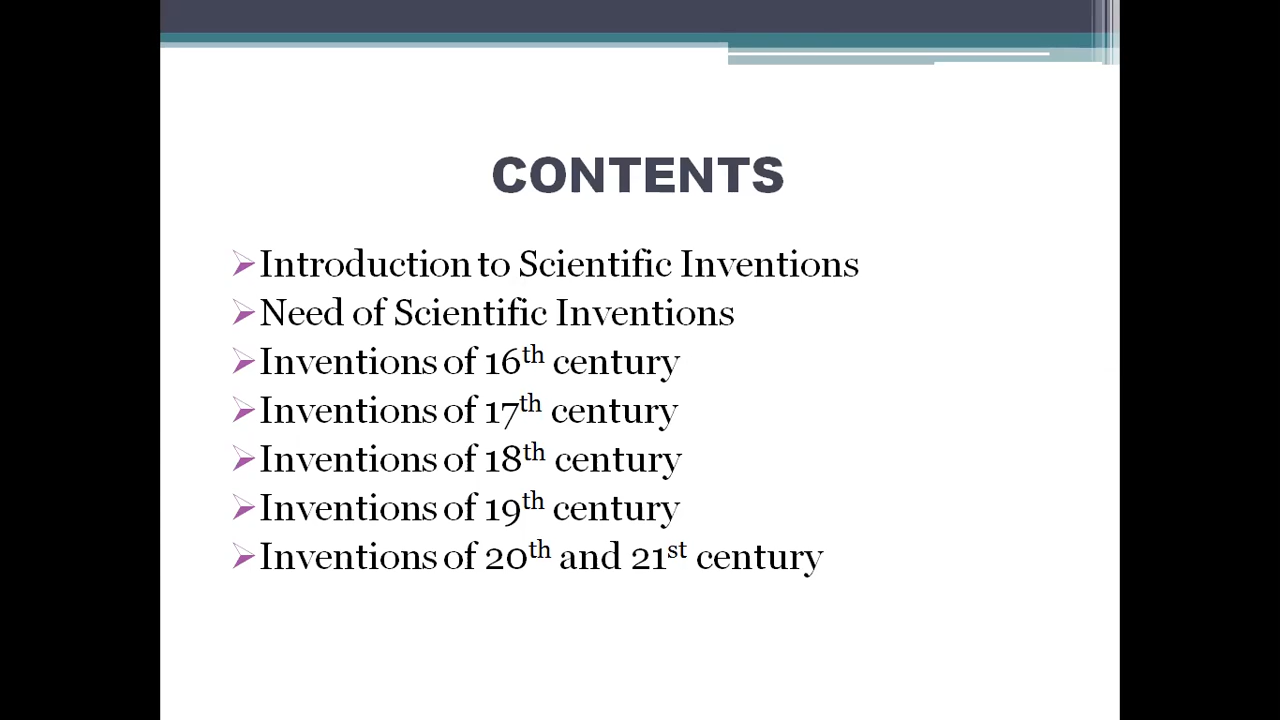 CONTENTS
➢Introduction to Scientific Inventions
➢Need of Scientific Inventions
➢Inventions of 16th century
➢Inventions of 17th century
➢Inventions of 18th century
➢Inventions of 19th century
➢Inventions of 20th and 21st century